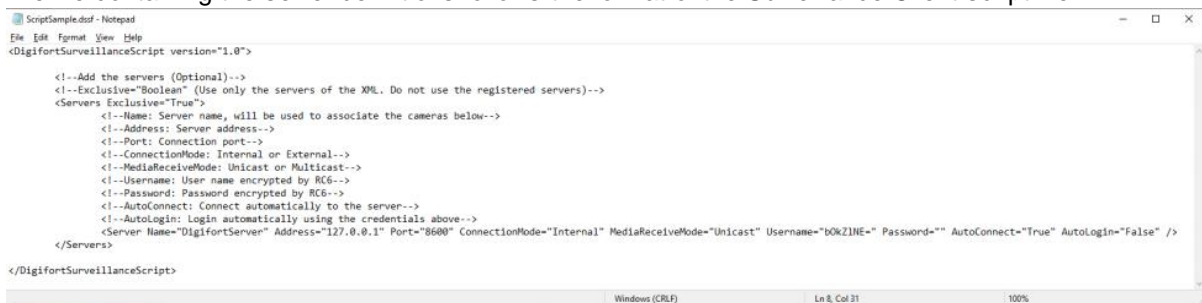 ScriptSample.dssf - Notepad
File Edit Format View Help
<DigifortSurveillanceScript version="1.0">
<!--Add the servers (Optional)-->
<!--Exclusive="Boolean" (Use only the servers of the XML. Do not use the registered servers)-->
<Servers Exclusive="True">
<!--Name: Server name, will be used to associate the cameras below-->
<!--Address: Server address-->
<!--Port: Connection port-->
<!--ConnectionMode: Internal or External-->
<!--MediaReceiveMode: Unicast or Multicast-->
<!--Username: User name encrypted by RC6-->
<!--Password: Password encrypted by RC6-->
<!--AutoConnect: Connect automatically to the server-->
<!--AutoLogin: Login automatically using the credentials above-->
<Server Name="DigifortServer" Address="127.0.0.1" Port="8600" ConnectionMode="Internal" MediaReceiveMode="Unicast" Username="bOkZlNE=" Password="" AutoConnect="True" AutoLogin="False" />
</Servers>
</DigifortSurveillanceScript>
Windows (CRLF) Ln 8, Col 31 100%